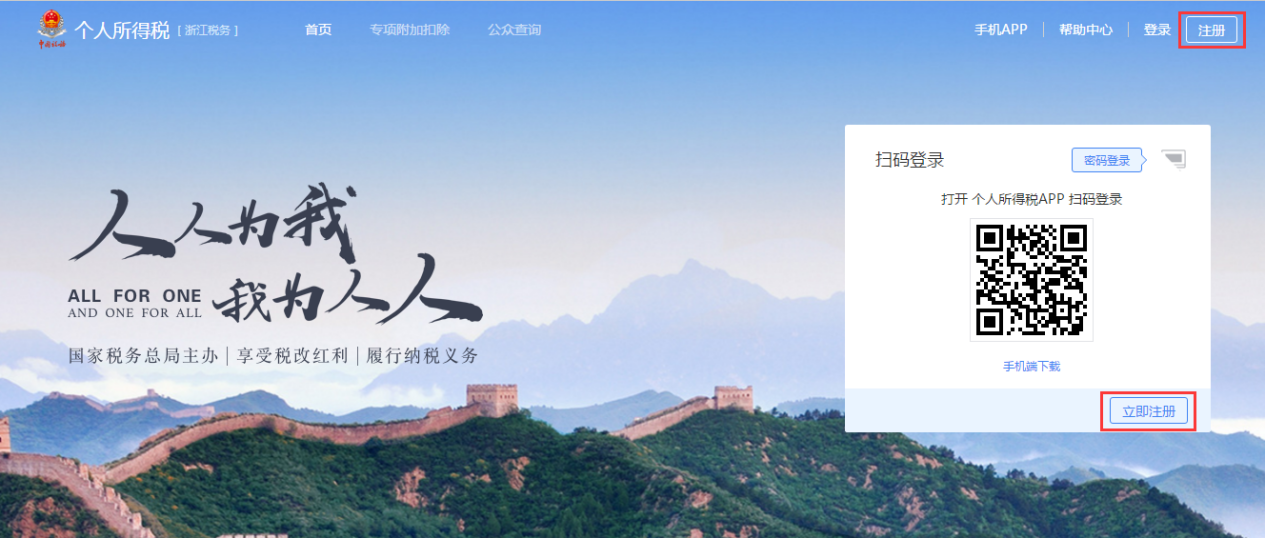 个人所得税 [ 浙江税务 ] 首页 专项附加扣除 公众查询 手机APP 帮助中心 登录 注册
中国税务
扫码登录 密码登录
打开 个人所得税APP 扫码登录
人人为我
ALL FOR ONE
AND ONE FOR ALL
我为人人
国家税务总局主办 | 享受税改红利 | 履行纳税义务
手机端下载
立即注册